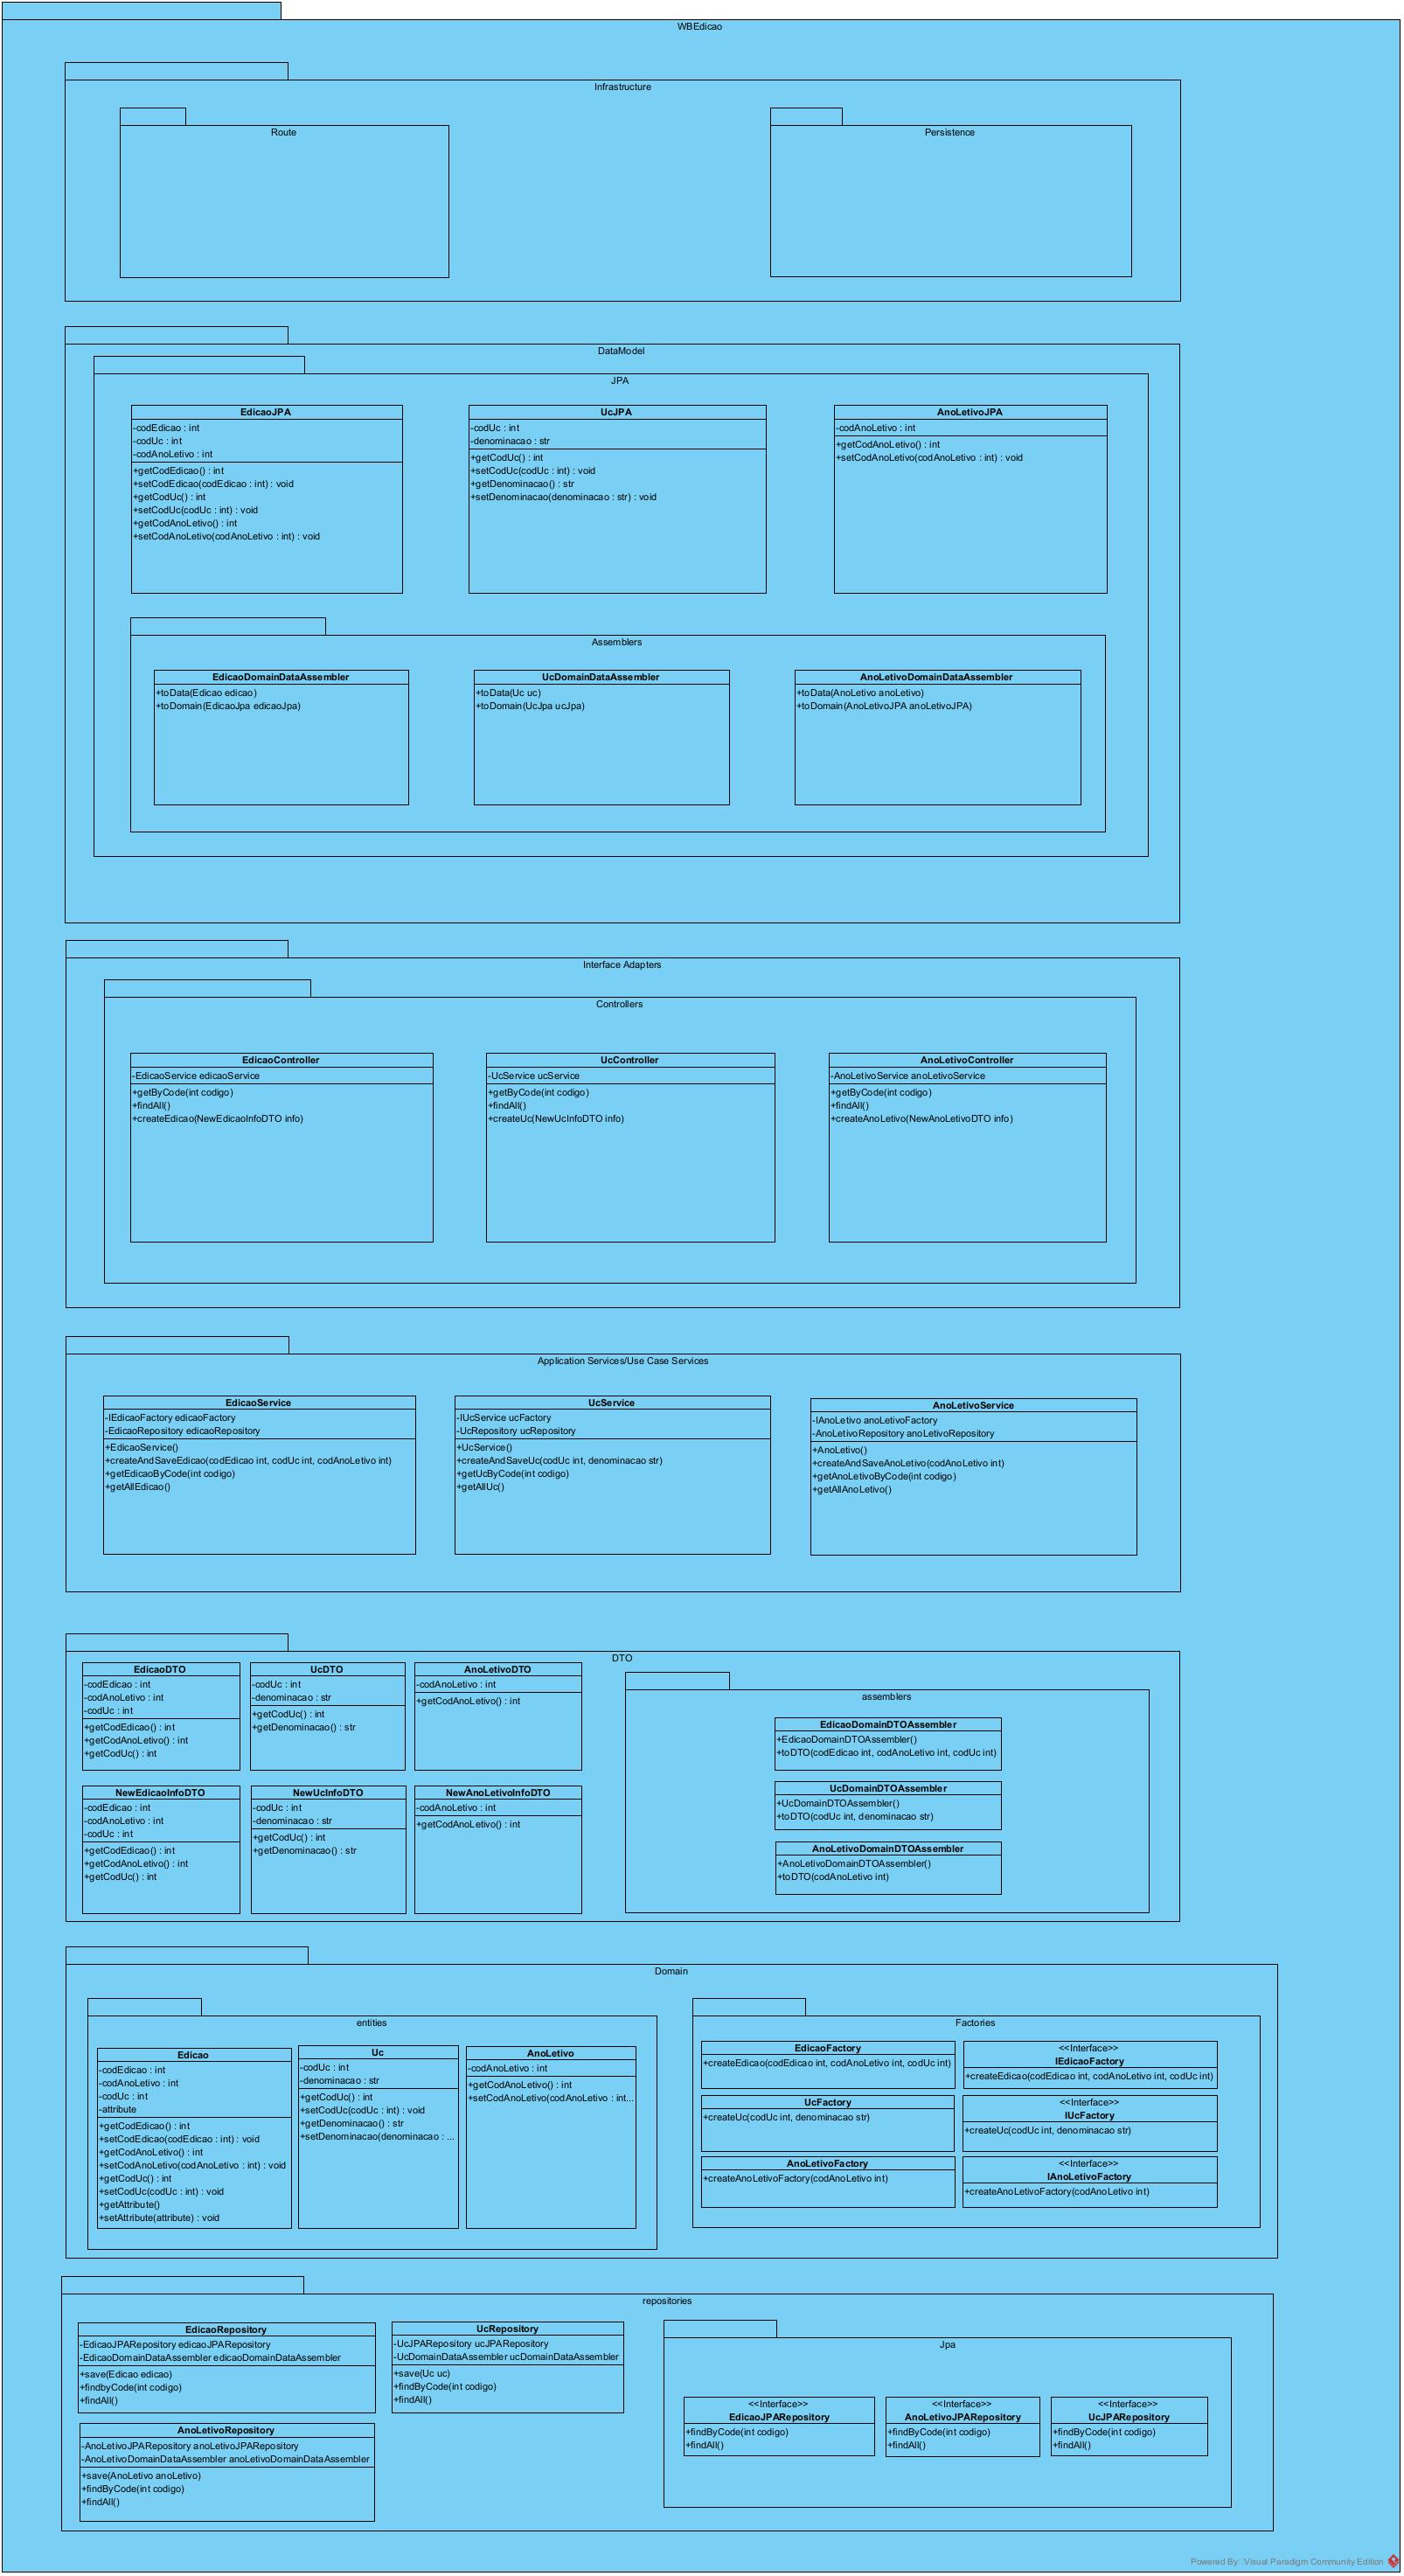 WBEdicao
Infrastructure
Route
Persistence
DataModel
JPA
EdicaoJPA
-codEdicao : int
-codUc : int
-codAnoLetivo : int
+getCodEdicao() : int
+setCodEdicao(codEdicao : int) : void
+getCodUc() : int
+setCodUc(codUc : int) : void
+getCodAnoLetivo() : int
+setCodAnoLetivo(codAnoLetivo : int) : void
UcJPA
-codUc : int
-denominacao : str
+getCodUc() : int
+setCodUc(codUc : int) : void
+getDenominacao() : str
+setDenominacao(denominacao : str) : void
AnoLetivoJPA
-codAnoLetivo : int
+getCodAnoLetivo() : int
+setCodAnoLetivo(codAnoLetivo : int) : void
Assemblers
EdicaoDomainDataAssembler
+toData(Edicao edicao)
+toDomain(EdicaoJpa edicaoJpa)
UcDomainDataAssembler
+toData(Uc uc)
+toDomain(UcJpa ucJpa)
AnoLetivoDomainDataAssembler
+toData(AnoLetivo anoLetivo)
+toDomain(AnoLetivoJPA anoLetivoJPA)
Interface Adapters
Controllers
EdicaoController
-EdicaoService edicaoService
+getByCode(int codigo)
+findAll()
+createEdicao(NewEdicaoInfoDTO info)
UcController
-UcService ucService
+getByCode(int codigo)
+findAll()
+createUc(NewUcInfoDTO info)
AnoLetivoController
-AnoLetivoService anoLetivoService
+getByCode(int codigo)
+findAll()
+createAnoLetivo(NewAnoLetivoDTO info)
Application Services/Use Case Services
EdicaoService
-IEdicaoFactory edicaoFactory
-EdicaoRepository edicaoRepository
+EdicaoService()
+createAndSaveEdicao(codEdicao int, codUc int, codAnoLetivo int)
+getEdicaoByCode(int codigo)
+getAllEdicao()
UcService
-IUcService ucFactory
-UcRepository ucRepository
+UcService()
+createAndSaveUc(codUc int, denominacao str)
+getUcByCode(int codigo)
+getAllUc()
AnoLetivoService
-IAnoLetivo anoLetivoFactory
-AnoLetivoRepository anoLetivoRepository
+AnoLetivo()
+createAndSaveAnoLetivo(codAnoLetivo int)
+getAnoLetivoByCode(int codigo)
+getAllAnoLetivo()
DTO
EdicaoDTO
-codEdicao : int
-codAnoLetivo : int
-codUc : int
+getCodEdicao() : int
+getCodAnoLetivo() : int
+getCodUc() : int
UcDTO
-codUc : int
-denominacao : str
+getCodUc() : int
+getDenominacao() : str
AnoLetivoDTO
-codAnoLetivo : int
+getCodAnoLetivo() : int
NewEdicaoInfoDTO
-codEdicao : int
-codAnoLetivo : int
-codUc : int
+getCodEdicao() : int
+getCodAnoLetivo() : int
+getCodUc() : int
NewUcInfoDTO
-codUc : int
-denominacao : str
+getCodUc() : int
+getDenominacao() : str
NewAnoLetivoInfoDTO
-codAnoLetivo : int
+getCodAnoLetivo() : int
assemblers
EdicaoDomainDTOAssembler
+EdicaoDomainDTOAssembler()
+toDTO(codEdicao int, codAnoLetivo int, codUc int)
UcDomainDTOAssembler
+UcDomainDTOAssembler()
+toDTO(codUc int, denominacao str)
AnoLetivoDomainDTOAssembler
+AnoLetivoDomainDTOAssembler()
+toDTO(codAnoLetivo int)
Domain
entities
Edicao
-codEdicao : int
-codAnoLetivo : int
-codUc : int
-attribute
+getCodEdicao() : int
+setCodEdicao(codEdicao : int) : void
+getCodAnoLetivo() : int
+setCodAnoLetivo(codAnoLetivo : int) : void
+getCodUc() : int
+setCodUc(codUc : int) : void
+getAttribute()
+setAttribute(attribute) : void
Uc
-codUc : int
-denominacao : str
+getCodUc() : int
+setCodUc(codUc : int) : void
+getDenominacao() : str
+setDenominacao(denominacao : ...
AnoLetivo
-codAnoLetivo : int
+getCodAnoLetivo() : int
+setCodAnoLetivo(codAnoLetivo : int...
Factories
EdicaoFactory
+createEdicao(codEdicao int, codAnoLetivo int, codUc int)
<<Interface>>
IEdicaoFactory
+createEdicao(codEdicao int, codAnoLetivo int, codUc int)
UcFactory
+createUc(codUc int, denominacao str)
<<Interface>>
IUcFactory
+createUc(codUc int, denominacao str)
AnoLetivoFactory
+createAnoLetivoFactory(codAnoLetivo int)
<<Interface>>
IAnoLetivoFactory
+createAnoLetivoFactory(codAnoLetivo int)
repositories
EdicaoRepository
-EdicaoJPARepository edicaoJPARepository
-EdicaoDomainDataAssembler edicaoDomainDataAssembler
+save(Edicao edicao)
+findbyCode(int codigo)
+findAll()
UcRepository
-UcJPARepository ucJPARepository
-UcDomainDataAssembler ucDomainDataAssembler
+save(Uc uc)
+findByCode(int codigo)
+findAll()
AnoLetivoRepository
-AnoLetivoJPARepository anoLetivoJPARepository
-AnoLetivoDomainDataAssembler anoLetivoDomainDataAssembler
+save(AnoLetivo anoLetivo)
+findByCode(int codigo)
+findAll()
Jpa
<<Interface>>
EdicaoJPARepository
+findByCode(int codigo)
+findAll()
<<Interface>>
AnoLetivoJPARepository
+findByCode(int codigo)
+findAll()
<<Interface>>
UcJPARepository
+findByCode(int codigo)
+findAll()
Powered By: Visual Paradigm Community Edition